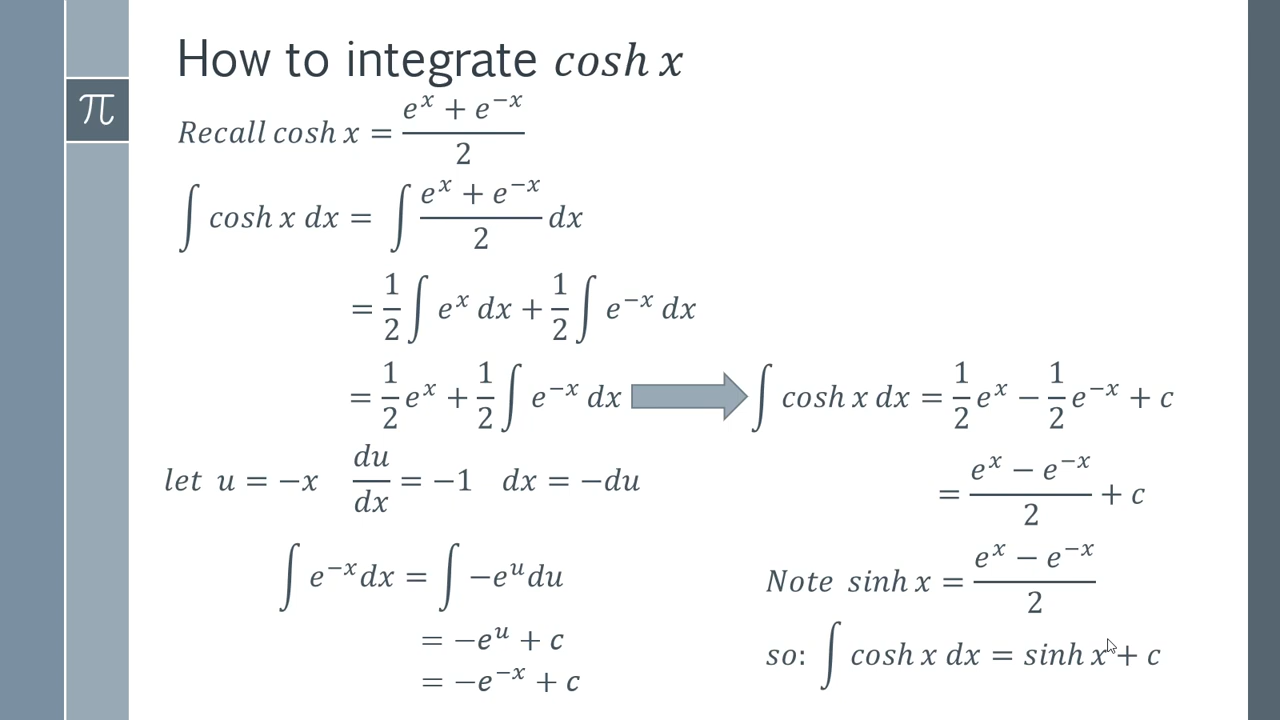 How to integrate cosh x
π
Recall cosh x = (e^x + e^−x)/2
∫ cosh x dx = ∫ (e^x + e^−x)/2 dx
= 1/2 ∫ e^x dx + 1/2 ∫ e^−x dx
= 1/2 e^x + 1/2 ∫ e^−x dx
let u = −x du/dx = −1 dx = −du
∫ e^−x dx = ∫ −e^u du
= −e^u + c
= −e^−x + c
∫ cosh x dx = 1/2 e^x − 1/2 e^−x + c
= (e^x − e^−x)/2 + c
Note sinh x = (e^x − e^−x)/2
so: ∫ cosh x dx = sinh x + c